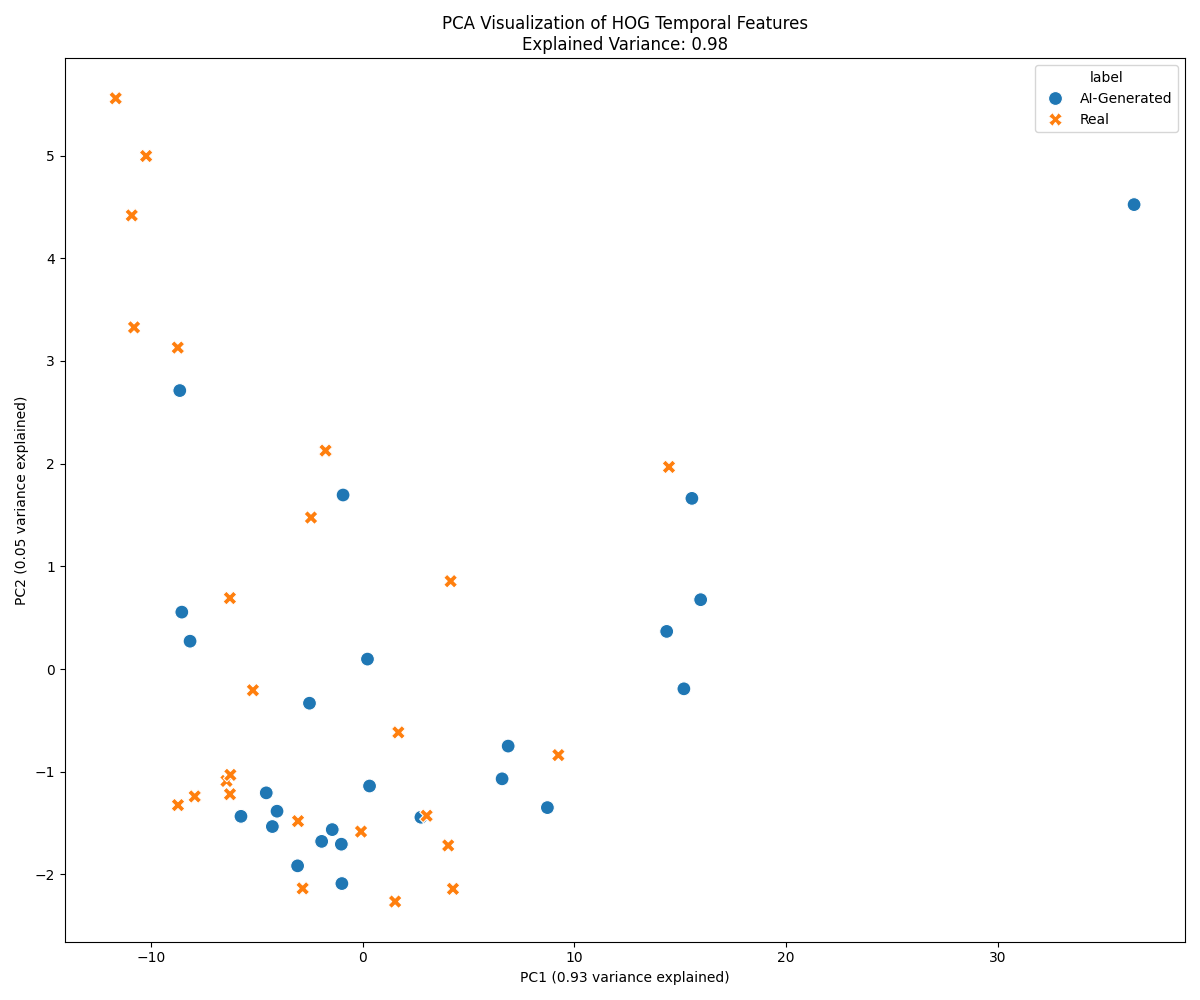 PCA Visualization of HOG Temporal Features
Explained Variance: 0.98
label
AI-Generated
Real
5
4
3
2
1
0
−1
−2
PC2 (0.05 variance explained)
−10
0
10
20
30
PC1 (0.93 variance explained)